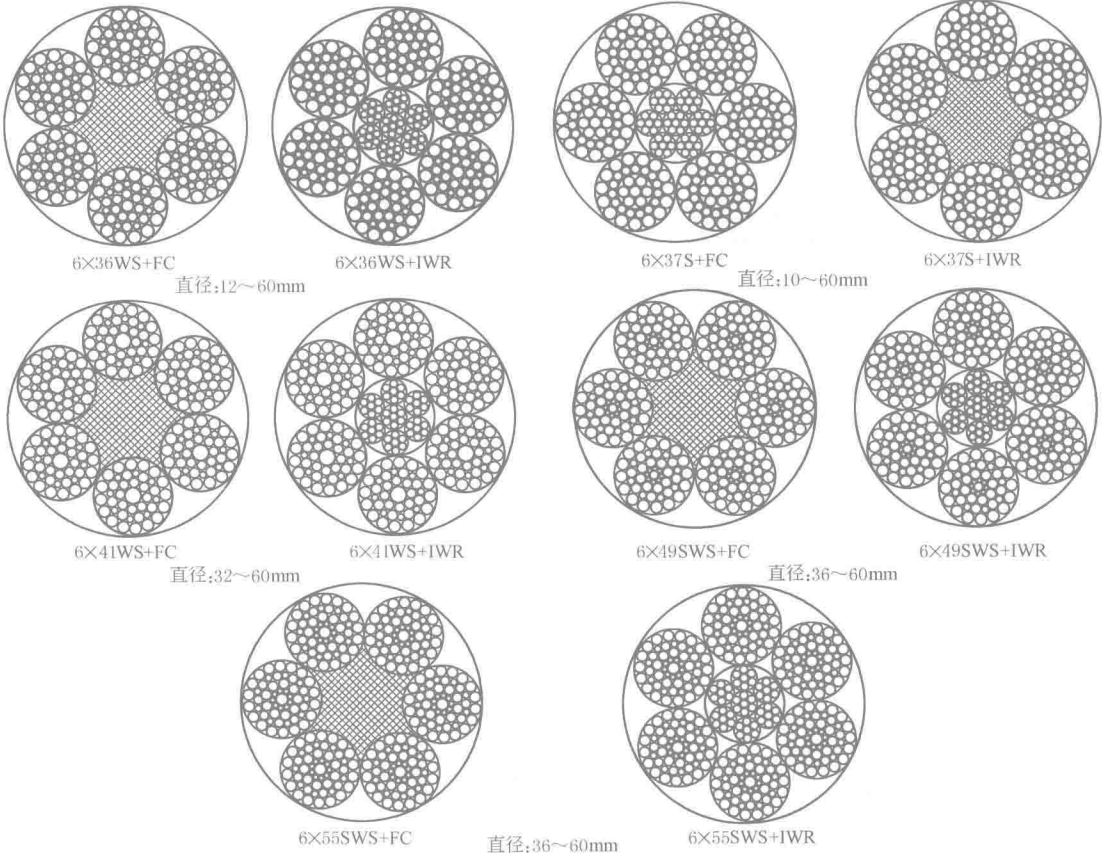 6×36WS+FC 6×36WS+IWR 6×37S+FC 6×37S+IWR
直径:12～60mm 直径:10～60mm
6×41WS+FC 6×41WS+IWR 6×49SWS+FC 6×49SWS+IWR
直径:32～60mm 直径:36～60mm
6×55SWS+FC 6×55SWS+IWR
直径:36～60mm